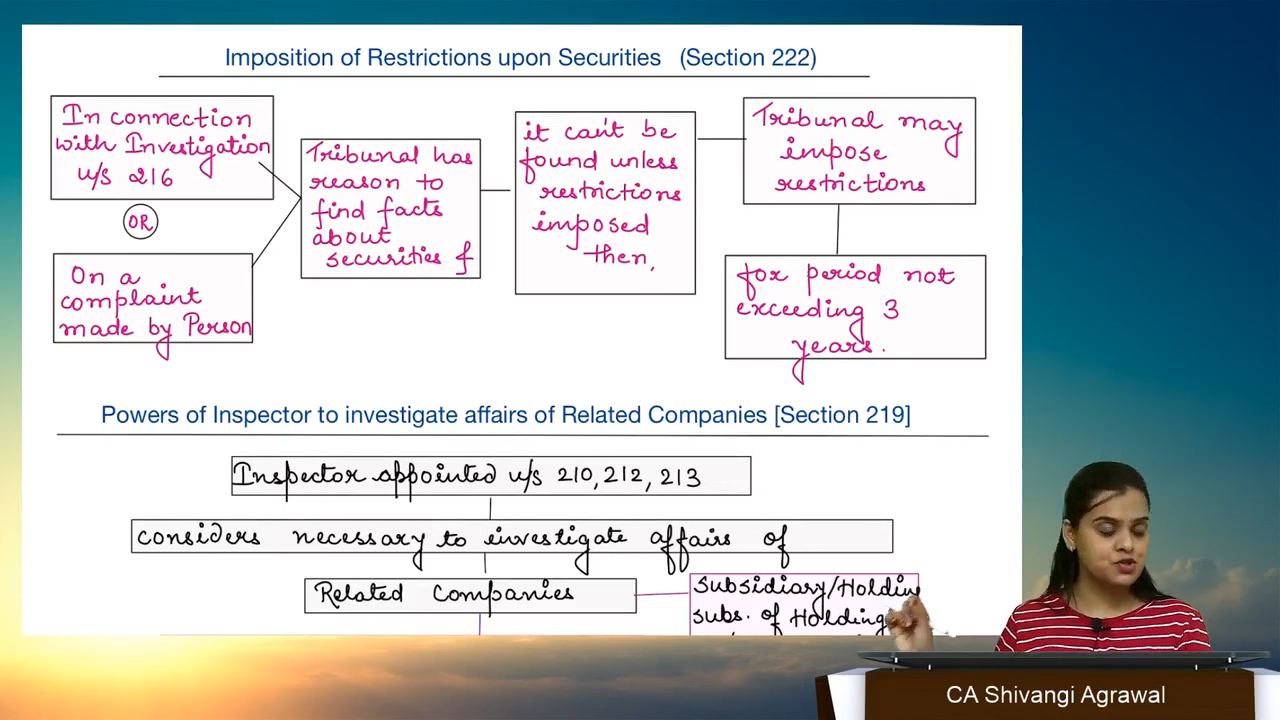 Imposition of Restrictions upon Securities (Section 222)
In connection
with Investigation
u/s 216
OR
On a
complaint
made by Person
Tribunal has
reason to
find facts
about
securities &
it can't be
found unless
restrictions
imposed
then,
Tribunal may
impose
restrictions
for period not
exceeding 3
years.
Powers of Inspector to investigate affairs of Related Companies [Section 219]
Inspector appointed u/s 210, 212, 213
considers necessary to investigate affairs of
Related Companies
Subsidiary/Holding
subs. of Holding
CA Shivangi Agrawal